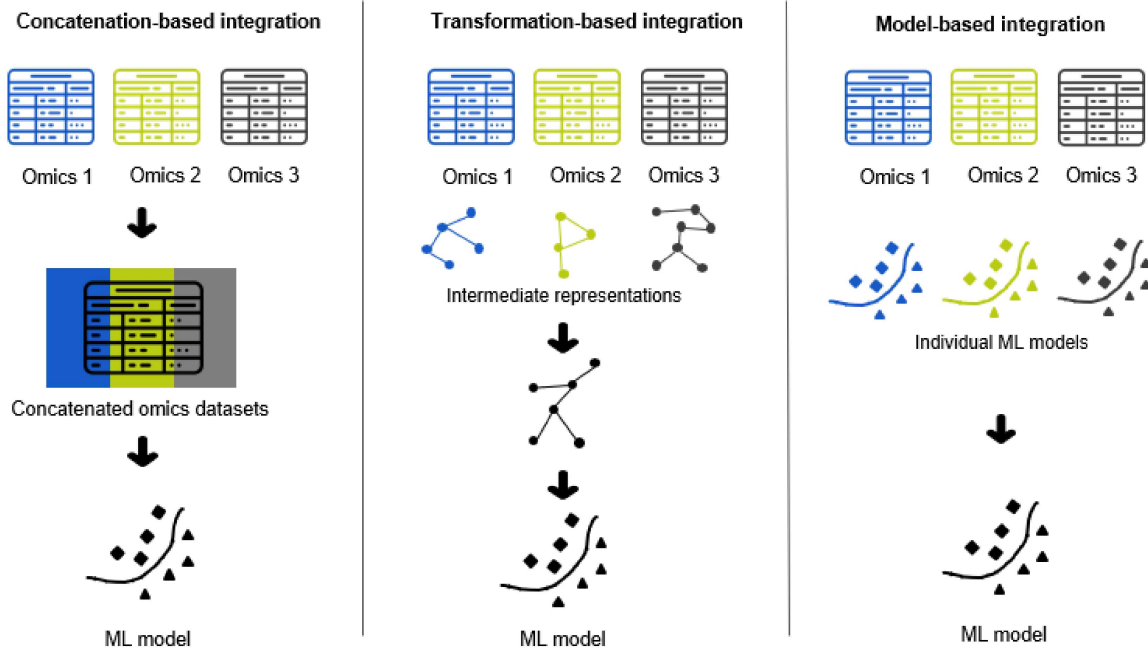 Concatenation-based integration
Omics 1 Omics 2 Omics 3
Concatenated omics datasets
ML model
Transformation-based integration
Omics 1 Omics 2 Omics 3
Intermediate representations
ML model
Model-based integration
Omics 1 Omics 2 Omics 3
Individual ML models
ML model